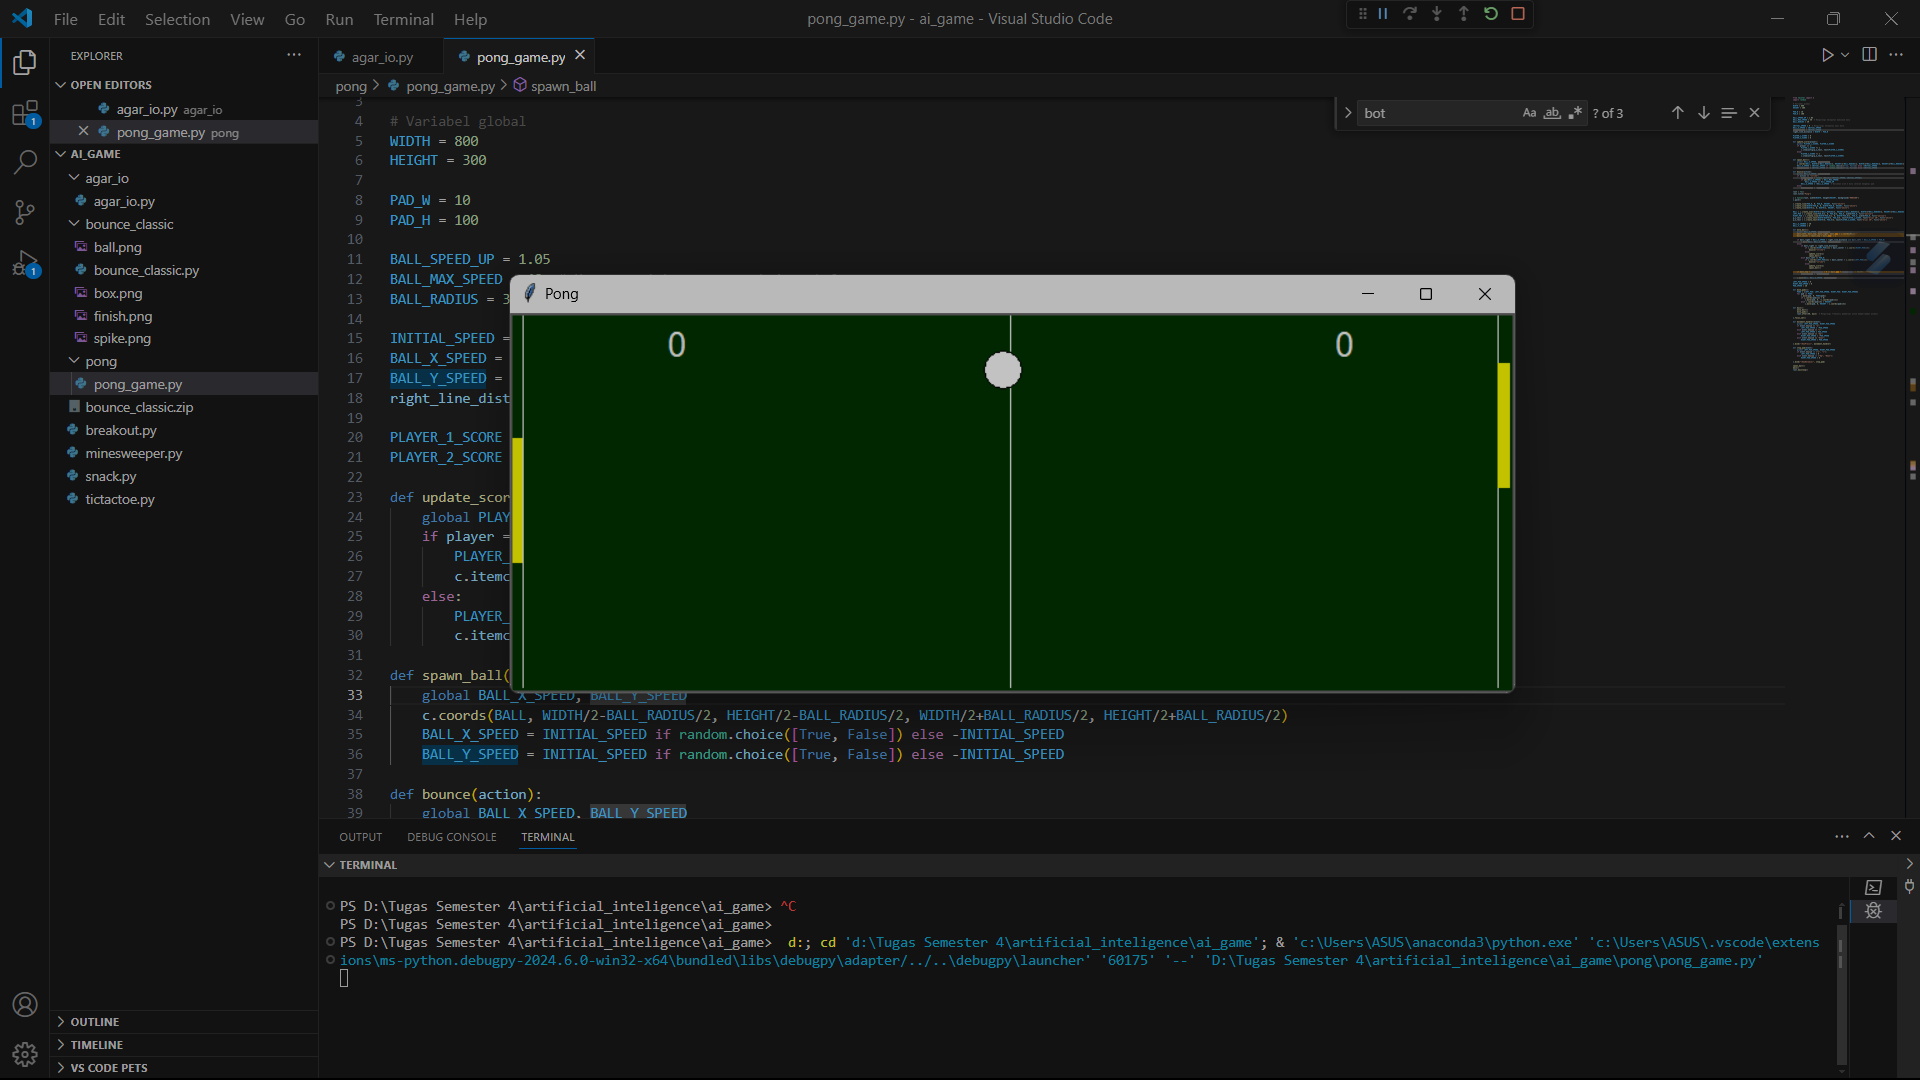 File Edit Selection View Go Run Terminal Help
pong_game.py - ai_game - Visual Studio Code
EXPLORER
OPEN EDITORS
agar_io.py agar_io
pong_game.py pong
AI_GAME
agar_io
agar_io.py
bounce_classic
ball.png
bounce_classic.py
box.png
finish.png
spike.png
pong
pong_game.py
bounce_classic.zip
breakout.py
minesweeper.py
snack.py
tictactoe.py
OUTLINE
TIMELINE
VS CODE PETS
1
1
agar_io.py pong_game.py
pong > pong_game.py > spawn_ball
bot Aa ab .* ? of 3
3
4 # Variabel global
5 WIDTH = 800
6 HEIGHT = 300
7
8 PAD_W = 10
9 PAD_H = 100
10
11 BALL_SPEED_UP = 1.05
12 BALL_MAX_SPEED
13 BALL_RADIUS = 3
14
15 INITIAL_SPEED =
16 BALL_X_SPEED =
17 BALL_Y_SPEED =
18 right_line_dist
19
20 PLAYER_1_SCORE
21 PLAYER_2_SCORE
22
23 def update_scor
24 global PLAY
25 if player =
26 PLAYER_
27 c.itemc
28 else:
29 PLAYER_
30 c.itemc
31
32 def spawn_ball(
33 global BALL_X_SPEED, BALL_Y_SPEED
34 c.coords(BALL, WIDTH/2-BALL_RADIUS/2, HEIGHT/2-BALL_RADIUS/2, WIDTH/2+BALL_RADIUS/2, HEIGHT/2+BALL_RADIUS/2)
35 BALL_X_SPEED = INITIAL_SPEED if random.choice([True, False]) else -INITIAL_SPEED
36 BALL_Y_SPEED = INITIAL_SPEED if random.choice([True, False]) else -INITIAL_SPEED
37
38 def bounce(action):
39 global BALL_X_SPEED, BALL_Y_SPEED
Pong
0 0
OUTPUT DEBUG CONSOLE TERMINAL
TERMINAL
PS D:\Tugas Semester 4\artificial_inteligence\ai_game> ^C
PS D:\Tugas Semester 4\artificial_inteligence\ai_game>
PS D:\Tugas Semester 4\artificial_inteligence\ai_game> d:; cd 'd:\Tugas Semester 4\artificial_inteligence\ai_game'; & 'c:\Users\ASUS\anaconda3\python.exe' 'c:\Users\ASUS\.vscode\extens
ions\ms-python.debugpy-2024.6.0-win32-x64\bundled\libs\debugpy\adapter/../..\debugpy\launcher' '60175' '--' 'D:\Tugas Semester 4\artificial_inteligence\ai_game\pong\pong_game.py'